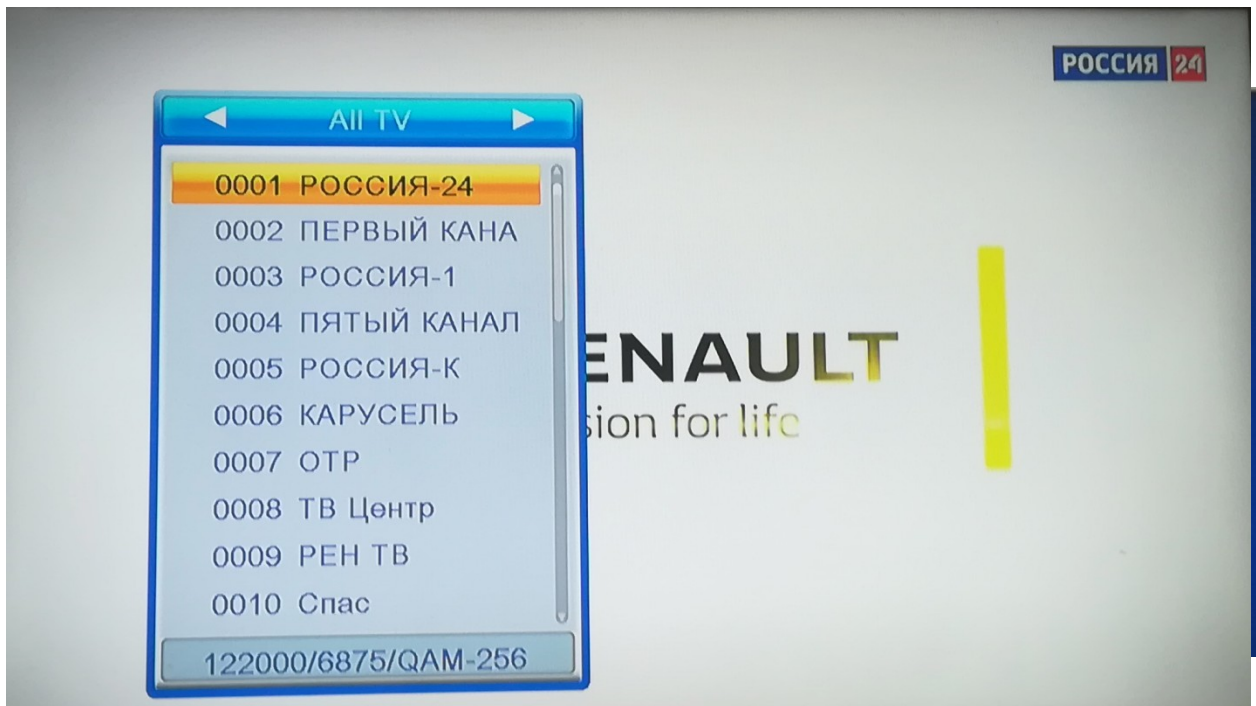 РОССИЯ 24
All TV
0001 РОССИЯ-24
0002 ПЕРВЫЙ КАНА
0003 РОССИЯ-1
0004 ПЯТЫЙ КАНАЛ
0005 РОССИЯ-К
0006 КАРУСЕЛЬ
0007 ОТР
0008 ТВ Центр
0009 РЕН ТВ
0010 Спас
122000/6875/QAM-256
ENAULT
sion for life